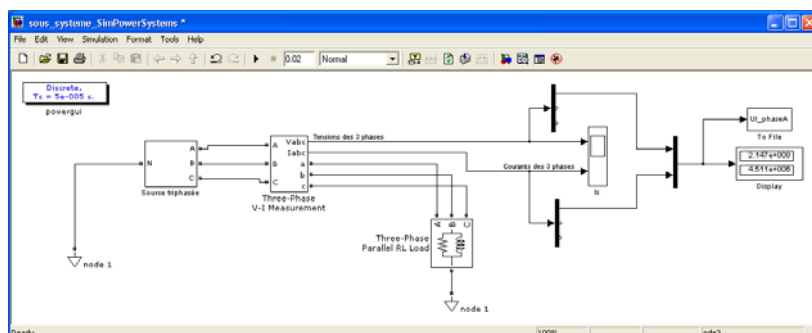 sous_systeme_SimPowerSystems *
File Edit View Simulation Format Tools Help
0.02 Normal
Discrete,
Ts = 5e-005 s.
powergui
N
A
B
C
Source triphasée
A
B
C
Vabc
Iabc
a
b
c
Three-Phase
V-I Measurement
Tensions des 3 phases
Courants des 3 phases
A B C
Three-Phase
Parallel RL Load
node 1
node 1
UI_phaseA
To File
2.147e+009
4.511e+006
Display
Ready
100%